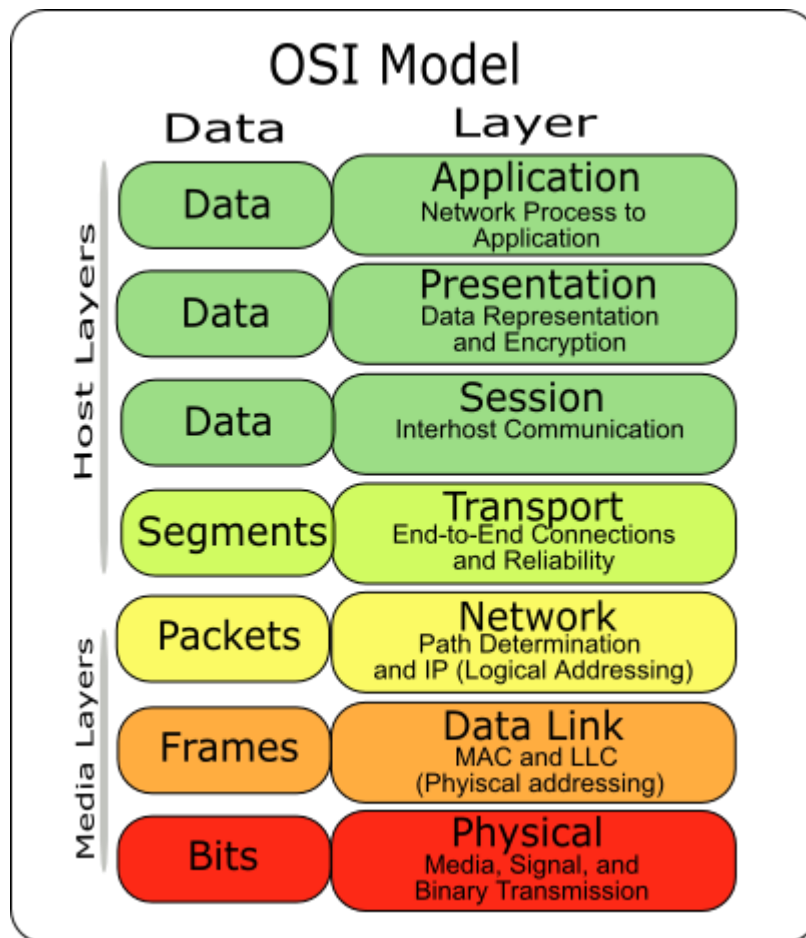 OSI Model
Data
Layer
Host Layers
Data
Application
Network Process to
Application
Data
Presentation
Data Representation
and Encryption
Data
Session
Interhost Communication
Segments
Transport
End-to-End Connections
and Reliability
Media Layers
Packets
Network
Path Determination
and IP (Logical Addressing)
Frames
Data Link
MAC and LLC
(Phyiscal addressing)
Bits
Physical
Media, Signal, and
Binary Transmission